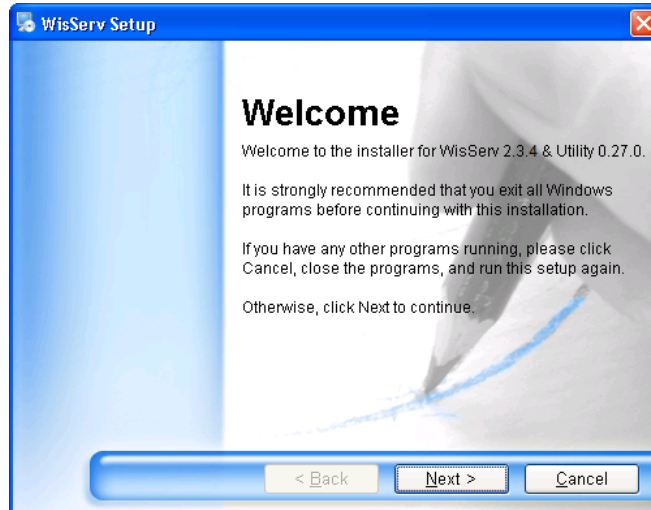 WisServ Setup
Welcome
Welcome to the installer for WisServ 2.3.4 & Utility 0.27.0.
It is strongly recommended that you exit all Windows
programs before continuing with this installation.
If you have any other programs running, please click
Cancel, close the programs, and run this setup again.
Otherwise, click Next to continue.
< Back
Next >
Cancel